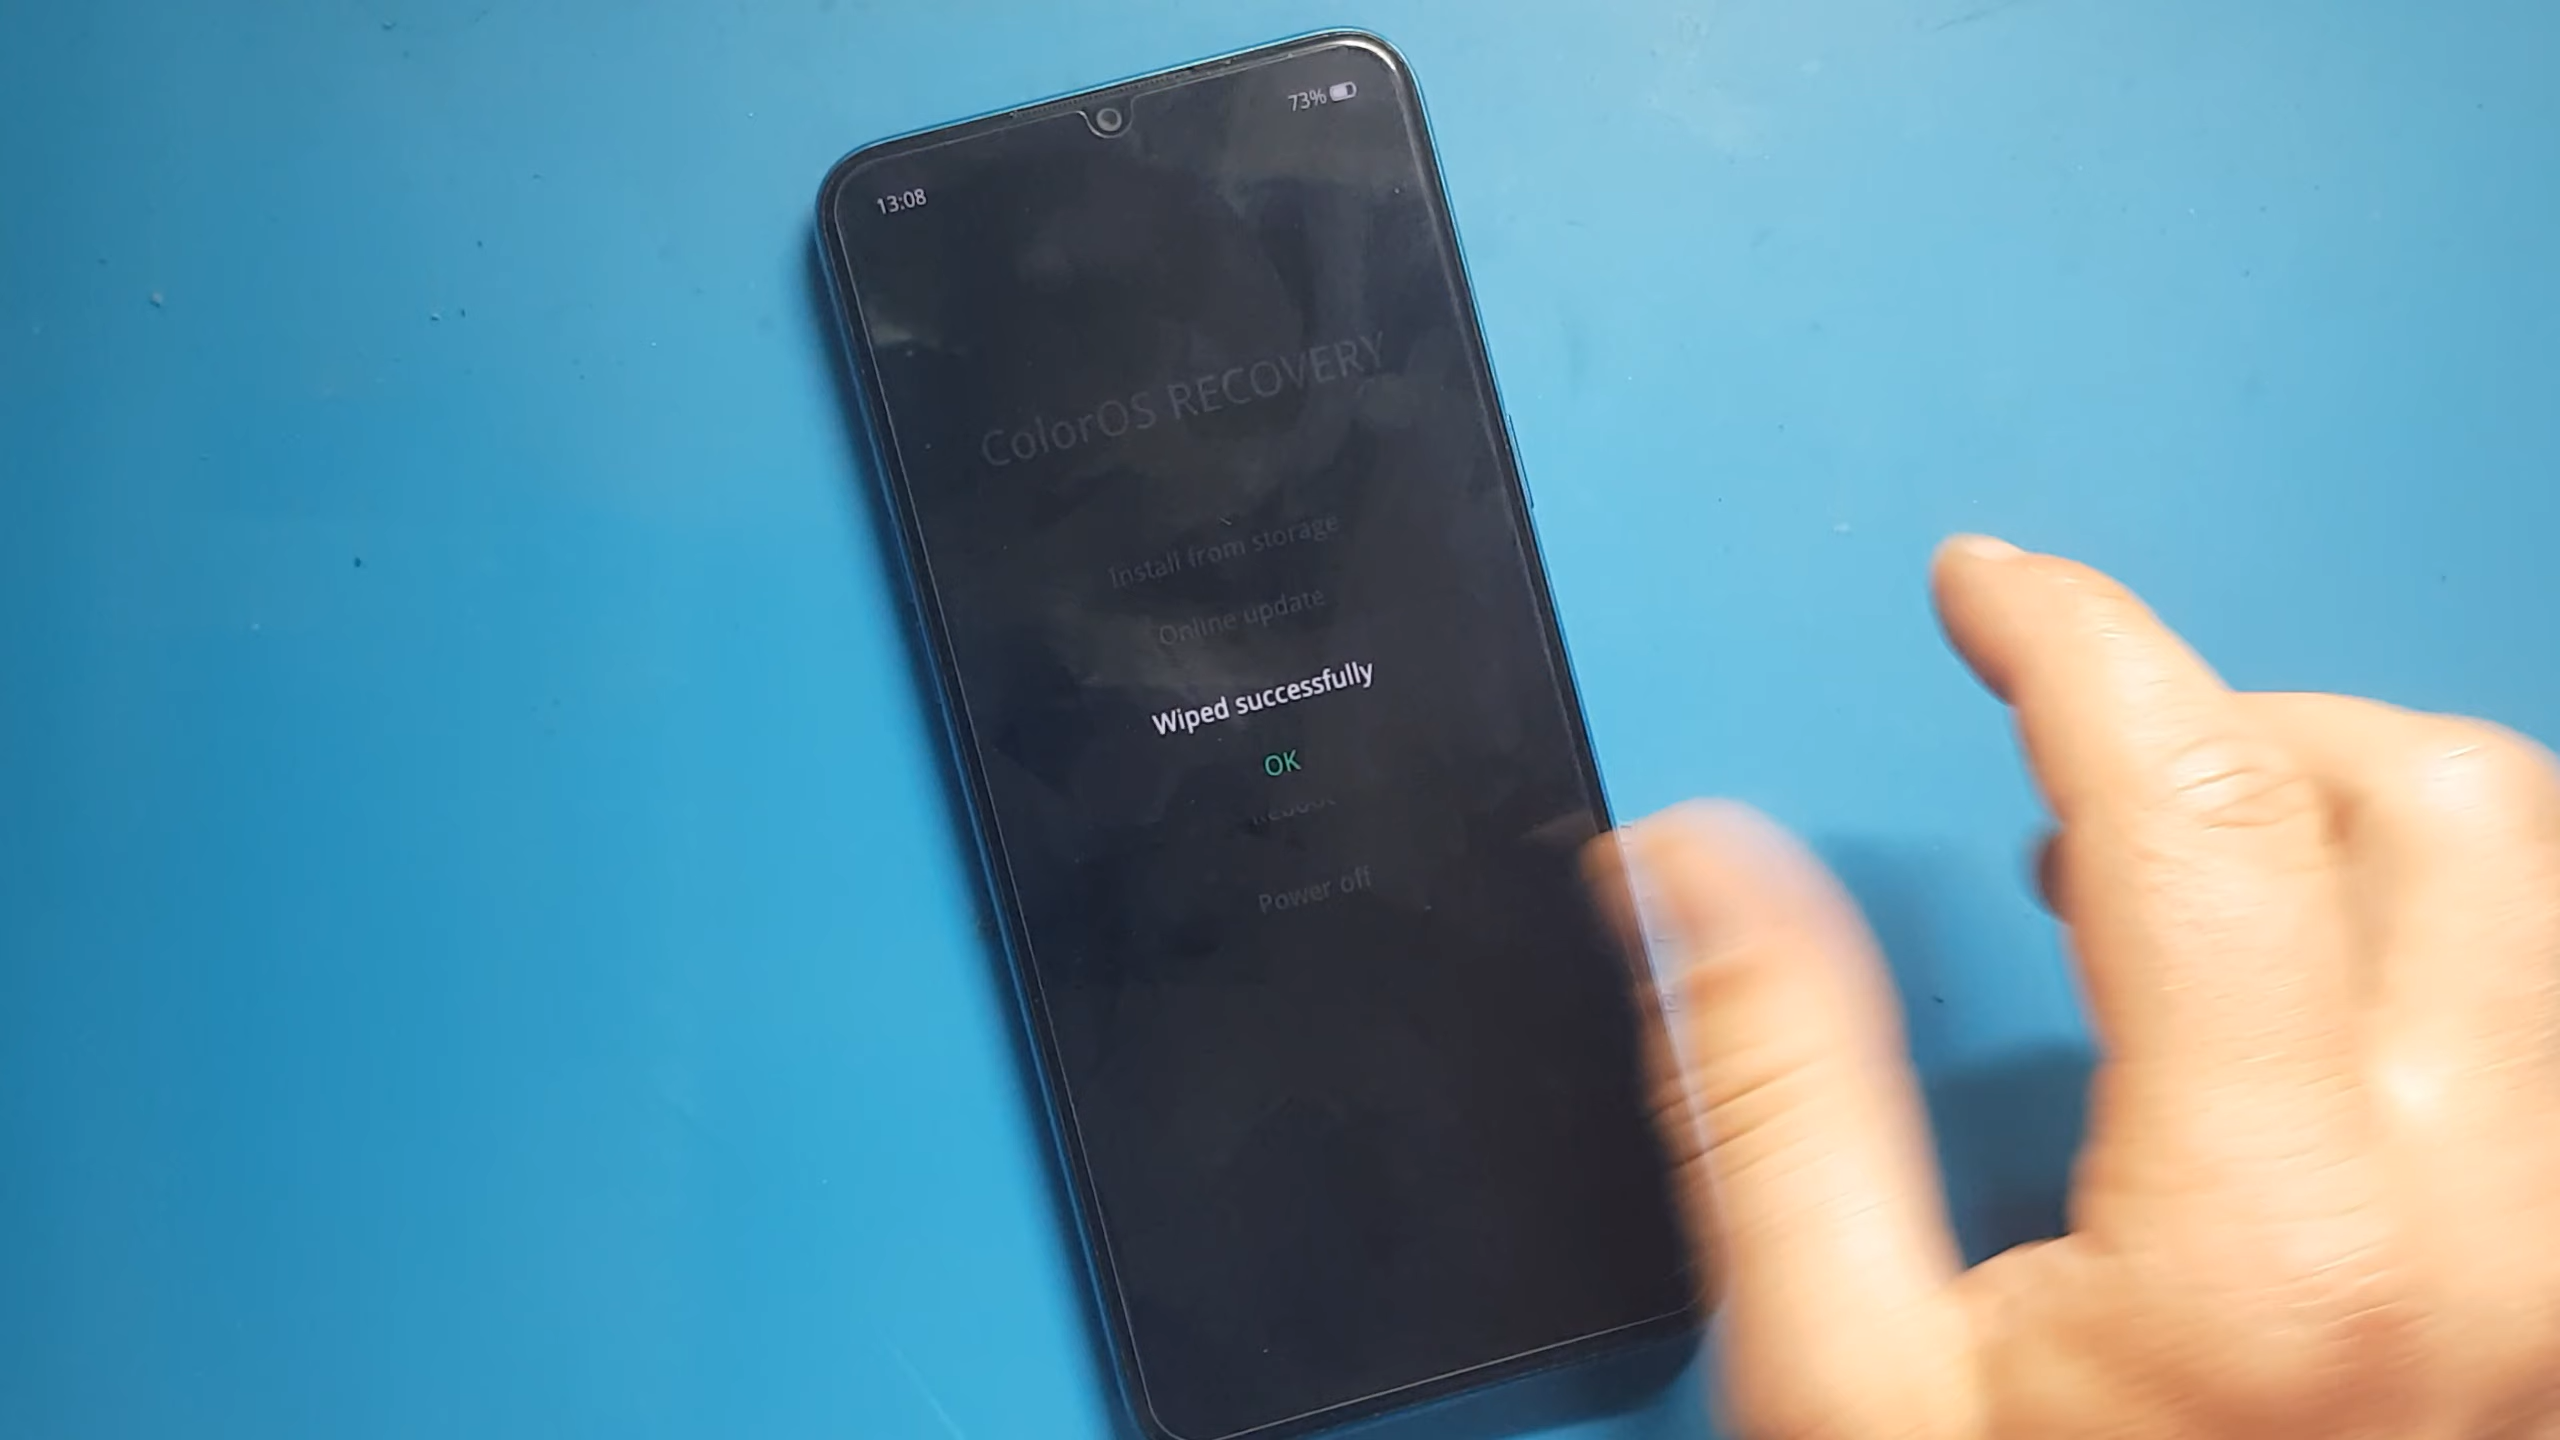 13:08
73%
ColorOS RECOVERY
Install from storage
Online update
Wiped successfully
OK
Power off